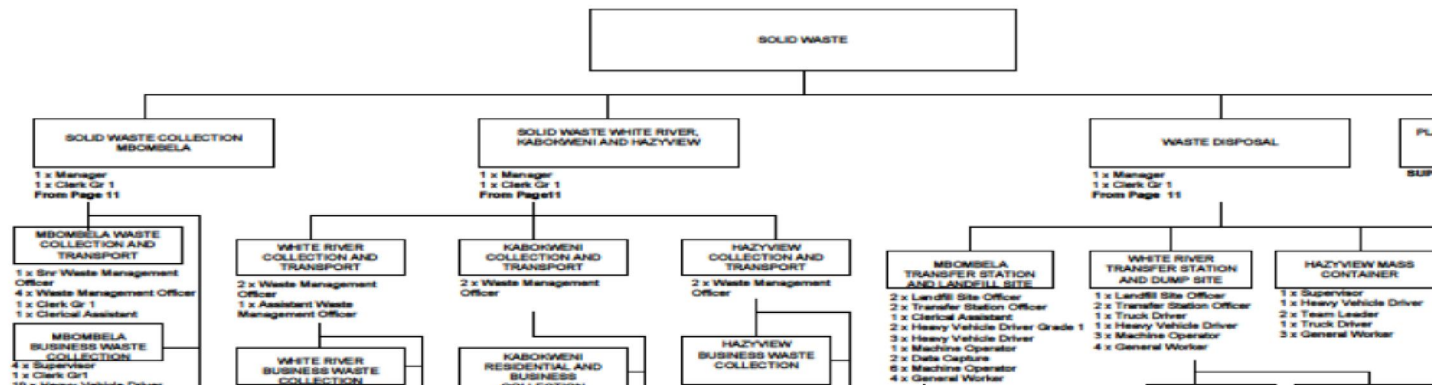 SOLID WASTE
SOLID WASTE COLLECTION
MBOMBELA
1 x Manager
1 x Clerk Gr 1
From Page 11
SOLID WASTE WHITE RIVER,
KABOKWENI AND HAZYVIEW
1 x Manager
1 x Clerk Gr 1
From Page11
WASTE DISPOSAL
1 x Manager
1 x Clerk Gr 1
From Page 11
MBOMBELA WASTE
COLLECTION AND
TRANSPORT
1 x Snr Waste Management
Officer
4 x Waste Management Officer
1 x Clerk Gr 1
1 x Clerical Assistant
MBOMBELA
BUSINESS WASTE
COLLECTION
4 x Supervisor
1 x Clerk Gr1
WHITE RIVER
COLLECTION AND
TRANSPORT
2 x Waste Management
Officer
1 x Assistant Waste
Management Officer
WHITE RIVER
BUSINESS WASTE
COLLECTION
KABOKWENI
COLLECTION AND
TRANSPORT
2 x Waste Management
Officer
KABOKWENI
RESIDENTIAL AND
BUSINESS
COLLECTION
HAZYVIEW
COLLECTION AND
TRANSPORT
2 x Waste Management
Officer
HAZYVIEW
BUSINESS WASTE
COLLECTION
MBOMBELA
TRANSFER STATION
AND LANDFILL SITE
2 x Landfill Site Officer
2 x Transfer Station Officer
1 x Clerical Assistant
2 x Heavy Vehicle Driver Grade 1
3 x Heavy Vehicle Driver
1 x Machine Operator
2 x Data Capture
6 x Machine Operator
4 x General Worker
WHITE RIVER
TRANSFER STATION
AND DUMP SITE
1 x Landfill Site Officer
2 x Transfer Station Officer
1 x Truck Driver
1 x Heavy Vehicle Driver
3 x Machine Operator
4 x General Worker
HAZYVIEW MASS
CONTAINER
1 x Supervisor
1 x Heavy Vehicle Driver
2 x Team Leader
1 x Truck Driver
3 x General Worker